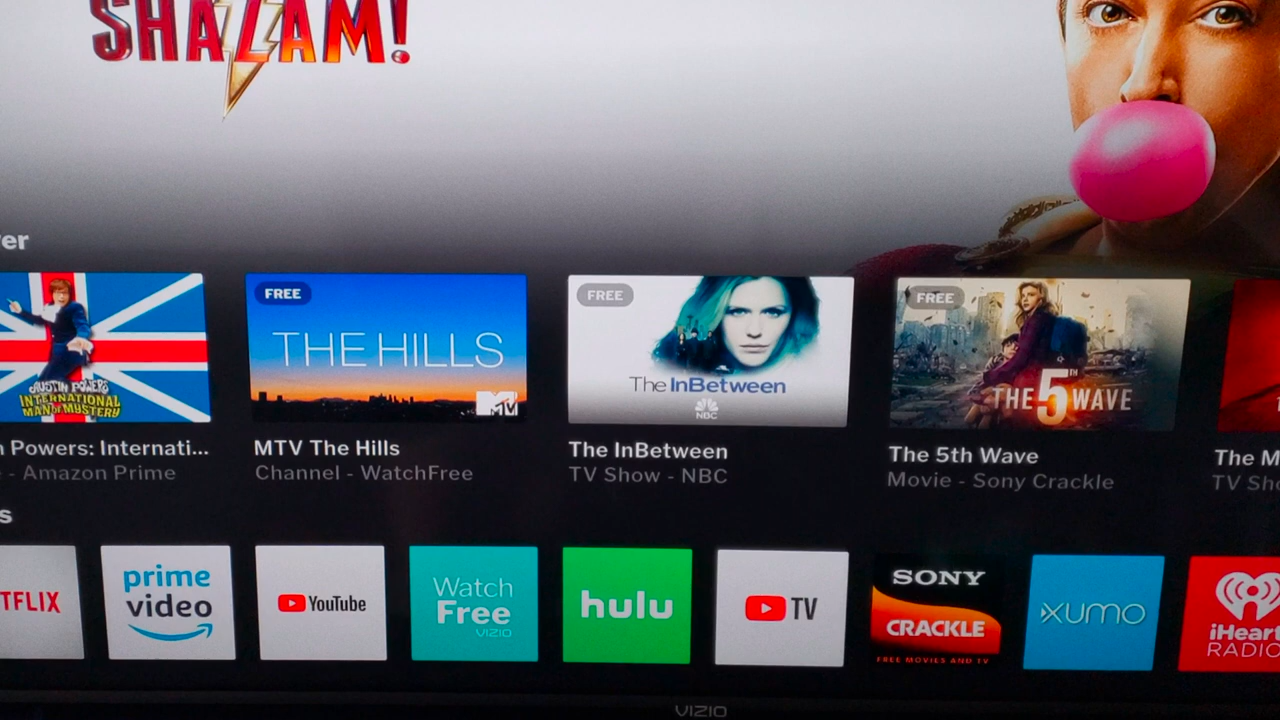 SHAZAM!
er
AUSTIN POWERS
INTERNATIONAL
MAN OF MYSTERY
FREE
THE HILLS
MTV
FREE
The InBetween
NBC
FREE
THE 5TH WAVE
Powers: Internati...
- Amazon Prime
MTV The Hills
Channel - WatchFree
The InBetween
TV Show - NBC
The 5th Wave
Movie - Sony Crackle
The M
TV Sho
s
TFLIX
prime
video
YouTube
Watch
Free
VIZIO
hulu
TV
SONY
CRACKLE
FREE MOVIES AND TV
XUMO
iHeart
RADIO
VIZIO